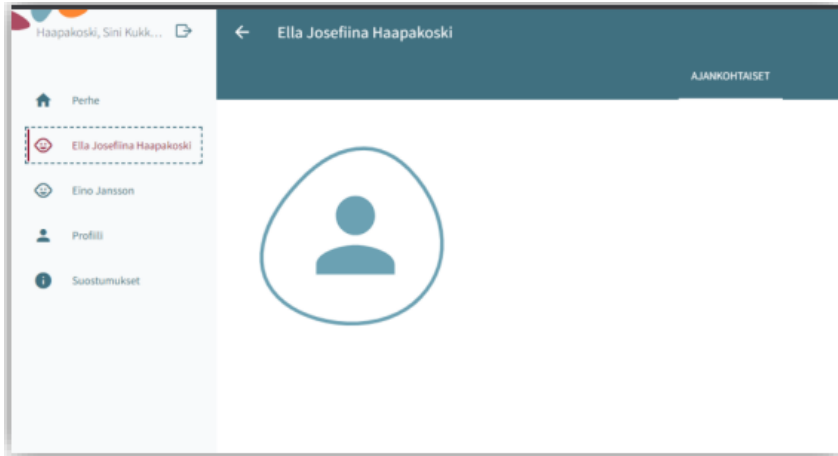 Haapakoski, Sini Kukk...
Perhe
Ella Josefiina Haapakoski
Eino Jansson
Profiili
Suostumukset
Ella Josefiina Haapakoski
AJANKOHTAISET